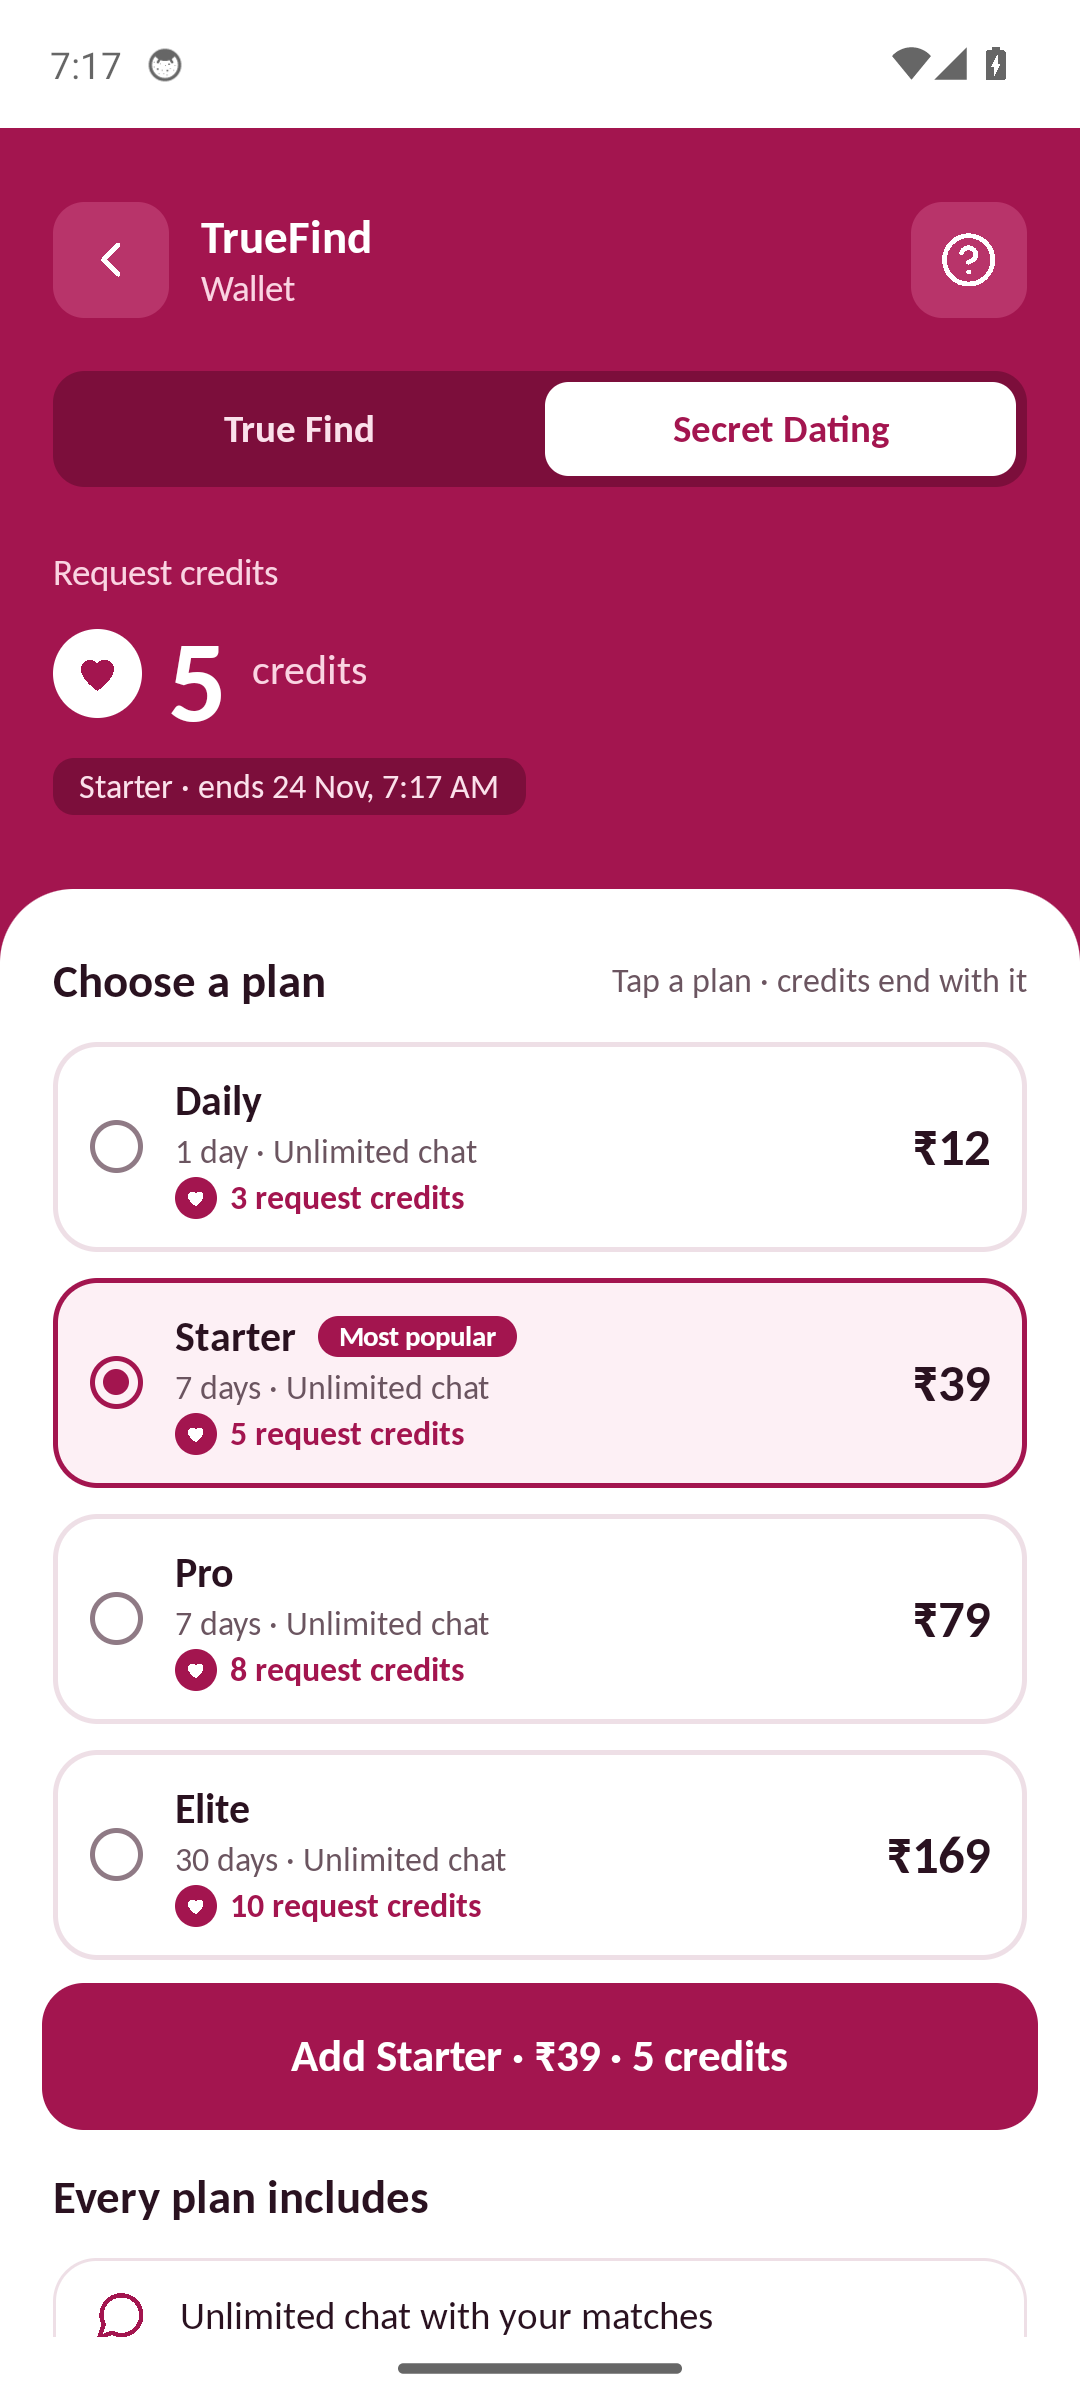 7:17
TrueFind
Wallet
True Find
Secret Dating
Request credits
5 credits
Starter · ends 24 Nov, 7:17 AM
Choose a plan
Tap a plan · credits end with it
Daily
1 day · Unlimited chat
3 request credits
₹12
Starter
Most popular
7 days · Unlimited chat
5 request credits
₹39
Pro
7 days · Unlimited chat
8 request credits
₹79
Elite
30 days · Unlimited chat
10 request credits
₹169
Add Starter · ₹39 · 5 credits
Every plan includes
Unlimited chat with your matches